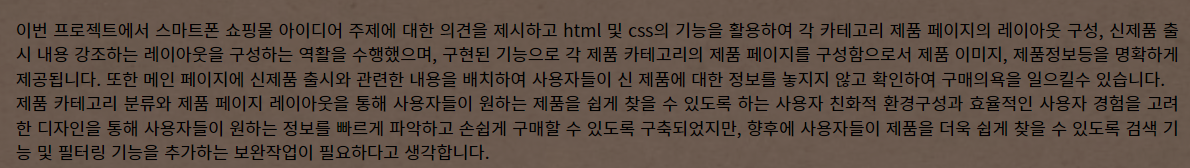 이번 프로젝트에서 스마트폰 쇼핑몰 아이디어 주제에 대한 의견을 제시하고 html 및 css의 기능을 활용하여 각 카테고리 제품 페이지의 레이아웃 구성, 신제품 출
시 내용 강조하는 레이아웃을 구성하는 역활을 수행했으며, 구현된 기능으로 각 제품 카테고리의 제품 페이지를 구성함으로서 제품 이미지, 제품정보등을 명확하게
제공됩니다. 또한 메인 페이지에 신제품 출시와 관련한 내용을 배치하여 사용자들이 신 제품에 대한 정보를 놓지지 않고 확인하여 구매의욕을 일으킬수 있습니다.
제품 카테고리 분류와 제품 페이지 레이아웃을 통해 사용자들이 원하는 제품을 쉽게 찾을 수 있도록 하는 사용자 친화적 환경구성과 효율적인 사용자 경험을 고려
한 디자인을 통해 사용자들이 원하는 정보를 빠르게 파악하고 손쉽게 구매할 수 있도록 구축되었지만, 향후에 사용자들이 제품을 더욱 쉽게 찾을 수 있도록 검색 기
능 및 필터링 기능을 추가하는 보완작업이 필요하다고 생각합니다.